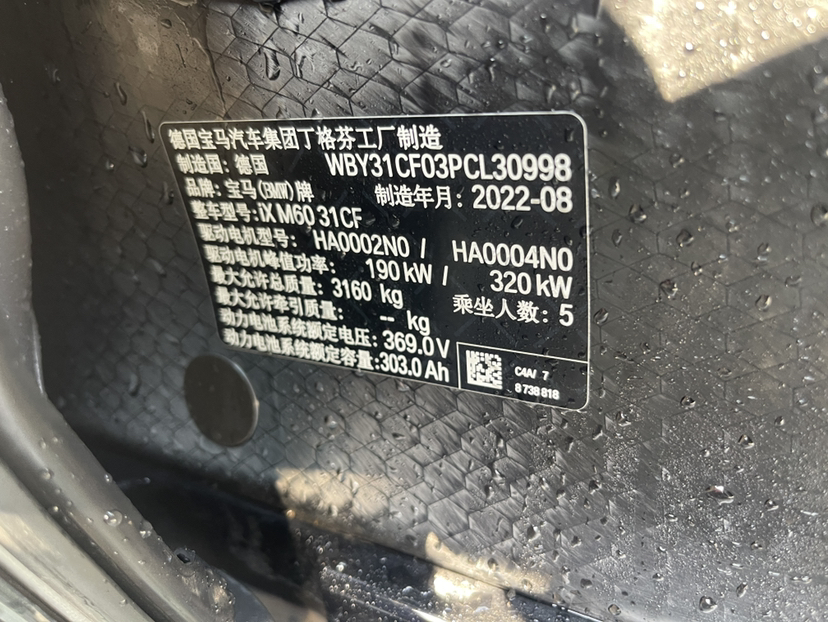 德国宝马汽车集团丁格芬工厂制造
制造国：德国 WBY31CF03PCL30998
品牌：宝马(BMW)牌 制造年月：2022-08
整车型号:iX M60 31CF
驱动电机型号： HA0002N0 / HA0004N0
驱动电机峰值功率： 190 kW / 320 kW
最大允许总质量： 3160 kg 乘坐人数：5
最大允许牵引质量： -- kg
动力电池系统额定电压：369.0V
动力电池系统额定容量:303.0 Ah
C4A/ 7
8 738 818